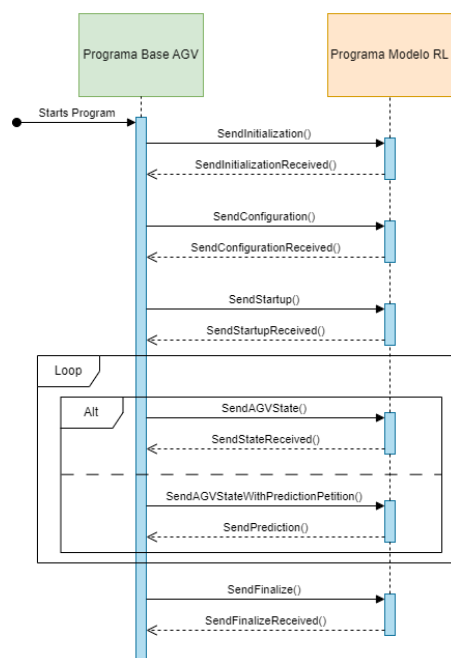 Programa Base AGV
Programa Modelo RL
Starts Program
SendInitialization()
SendInitializationReceived()
SendConfiguration()
SendConfigurationReceived()
SendStartup()
SendStartupReceived()
Loop
Alt
SendAGVState()
SendStateReceived()
SendAGVStateWithPredictionPetition()
SendPrediction()
SendFinalize()
SendFinalizeReceived()